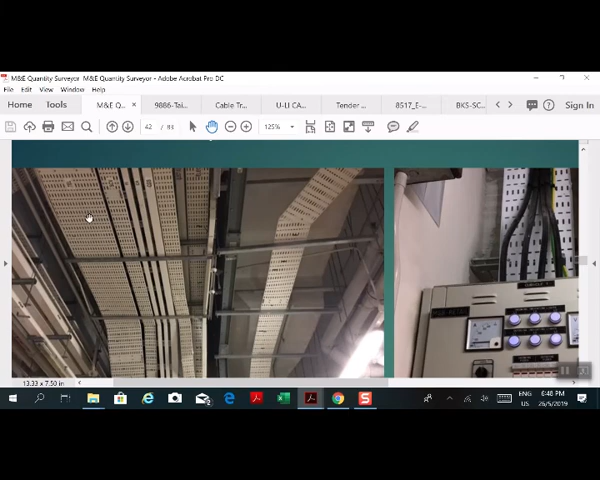 M&E Quantity Surveyor M&E Quantity Surveyor - Adobe Acrobat Pro DC
File Edit View Window Help
Home Tools M&E Q... × 9886-Tai... Cable Tr... U-LI CA... Tender ... 8517_E-... BK5-SC... Sign In
42 / 83 125%
13.33 x 7.50 in
ENG 6:48 PM
US 26/5/2019